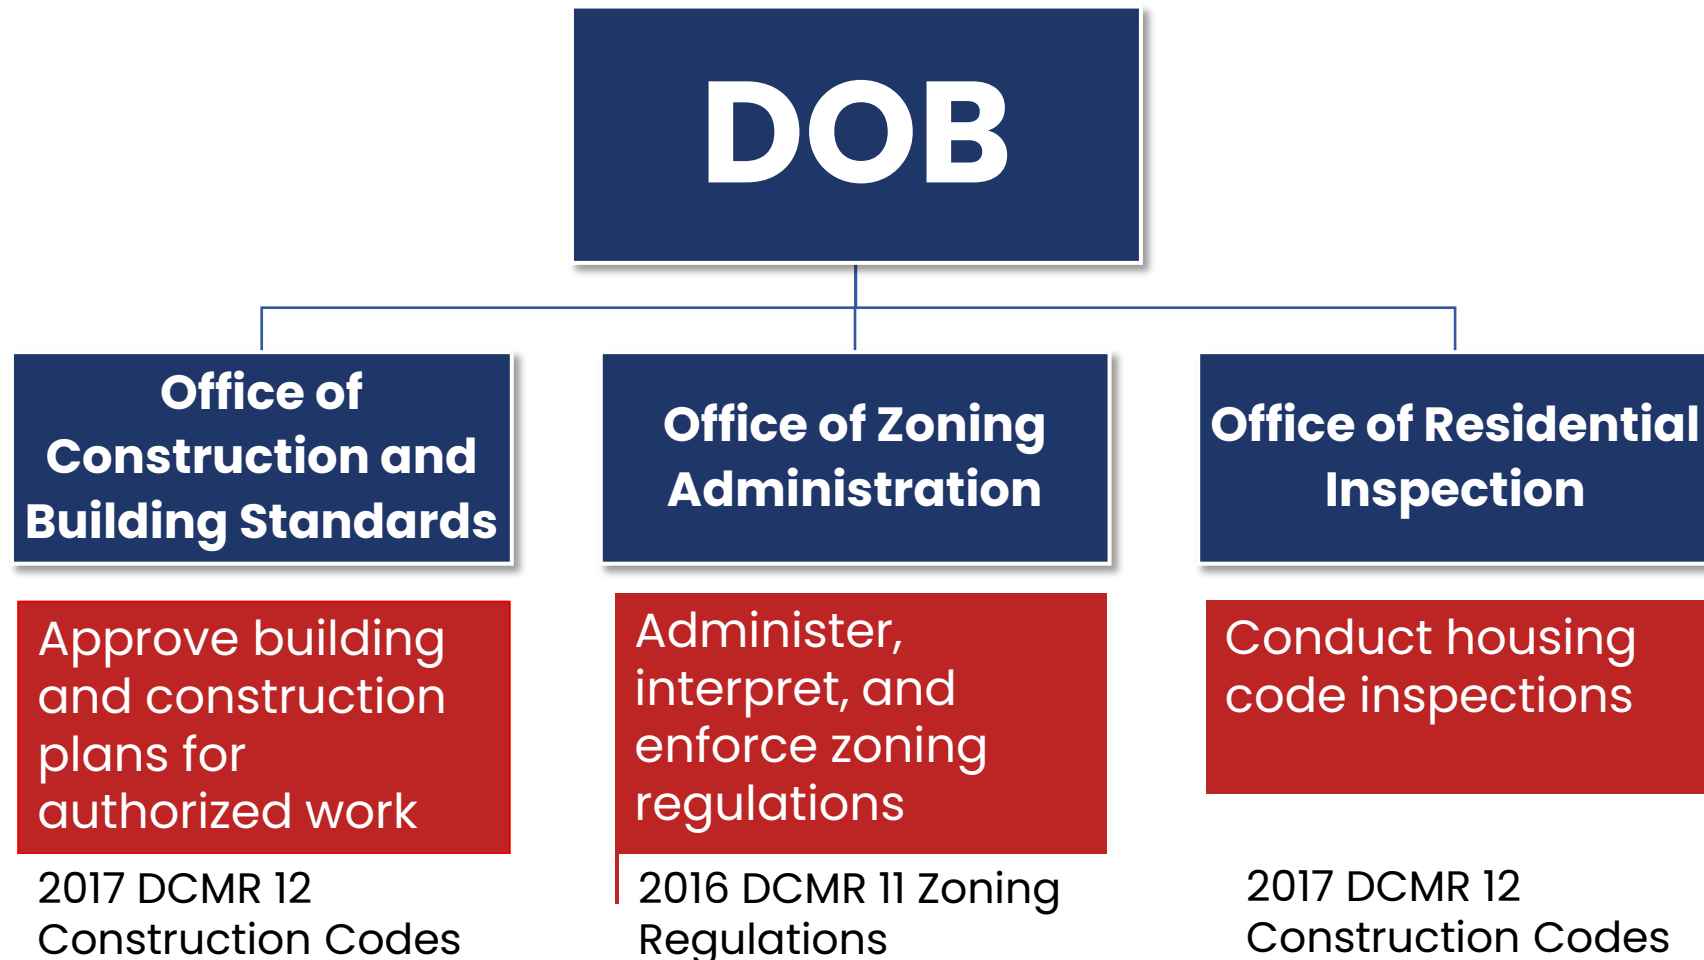 DOB
Office of
Construction and
Building Standards
Office of Zoning
Administration
Office of Residential
Inspection
Approve building
and construction
plans for
authorized work
Administer,
interpret, and
enforce zoning
regulations
Conduct housing
code inspections
2017 DCMR 12
Construction Codes
2016 DCMR 11 Zoning
Regulations
2017 DCMR 12
Construction Codes